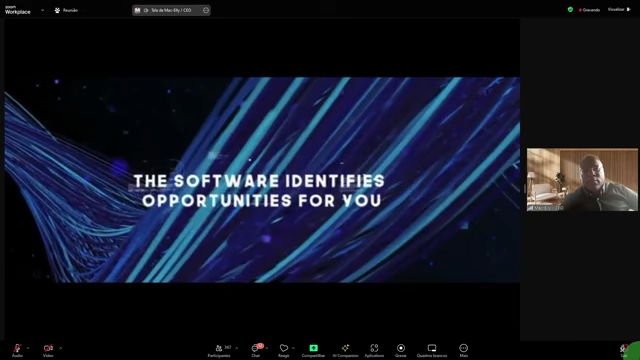 zoom
Workplace
Reunião
Tela de Mac-Elly / CEO
Gravando
Visualizar
THE SOFTWARE IDENTIFIES
OPPORTUNITIES FOR YOU
Áudio
Vídeo
Participantes
Chat
Reagir
Compartilhar
AI Companion
Aplicativos
Gravar
Quadros brancos
Mais